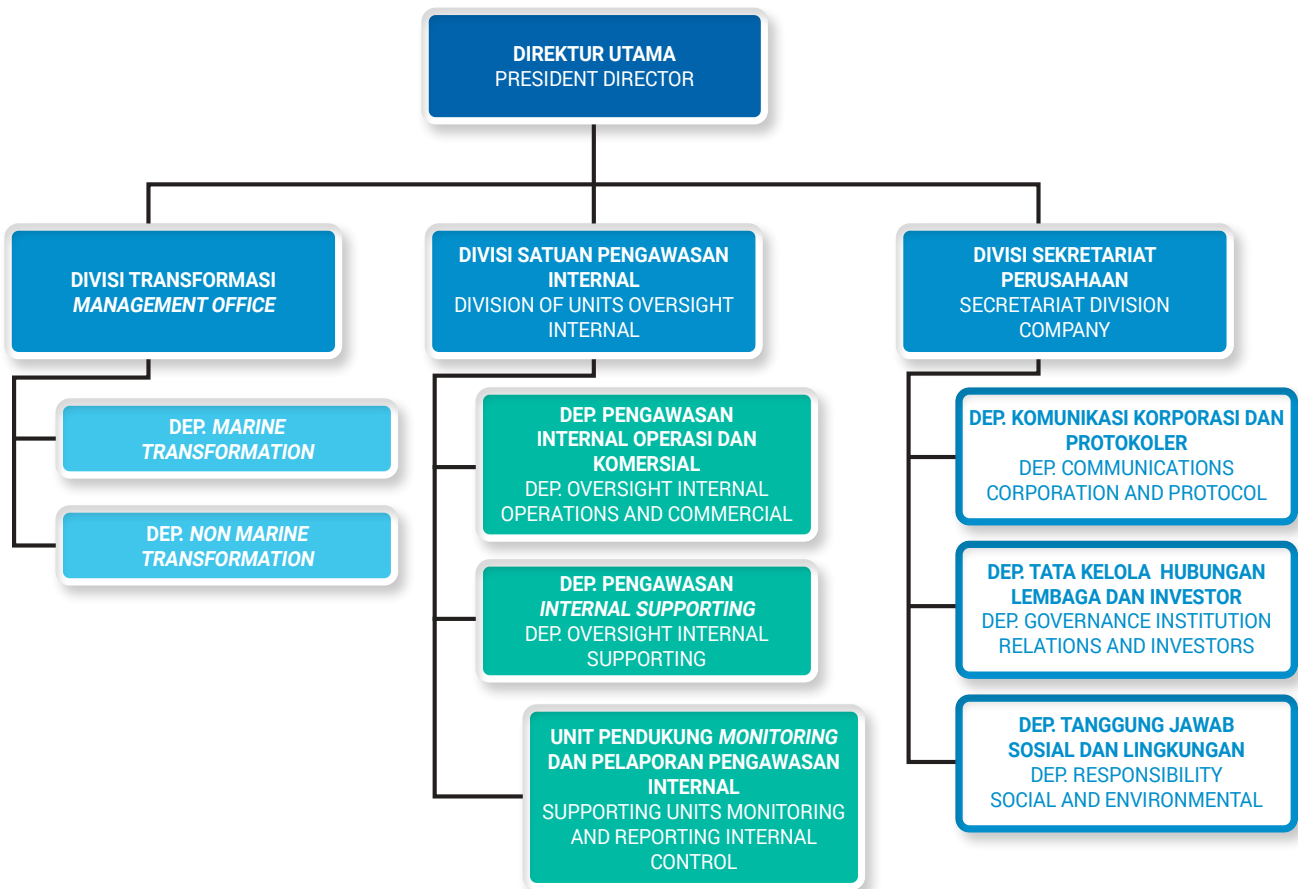 DIREKTUR UTAMA
PRESIDENT DIRECTOR
DIVISI TRANSFORMASI
MANAGEMENT OFFICE
DEP. MARINE
TRANSFORMATION
DEP. NON MARINE
TRANSFORMATION
DIVISI SATUAN PENGAWASAN
INTERNAL
DIVISION OF UNITS OVERSIGHT
INTERNAL
DEP. PENGAWASAN
INTERNAL OPERASI DAN
KOMERSIAL
DEP. OVERSIGHT INTERNAL
OPERATIONS AND COMMERCIAL
DEP. PENGAWASAN
INTERNAL SUPPORTING
DEP. OVERSIGHT INTERNAL
SUPPORTING
UNIT PENDUKUNG MONITORING
DAN PELAPORAN PENGAWASAN
INTERNAL
SUPPORTING UNITS MONITORING
AND REPORTING INTERNAL
CONTROL
DIVISI SEKRETARIAT
PERUSAHAAN
SECRETARIAT DIVISION
COMPANY
DEP. KOMUNIKASI KORPORASI DAN
PROTOKOLER
DEP. COMMUNICATIONS
CORPORATION AND PROTOCOL
DEP. TATA KELOLA HUBUNGAN
LEMBAGA DAN INVESTOR
DEP. GOVERNANCE INSTITUTION
RELATIONS AND INVESTORS
DEP. TANGGUNG JAWAB
SOSIAL DAN LINGKUNGAN
DEP. RESPONSIBILITY
SOCIAL AND ENVIRONMENTAL